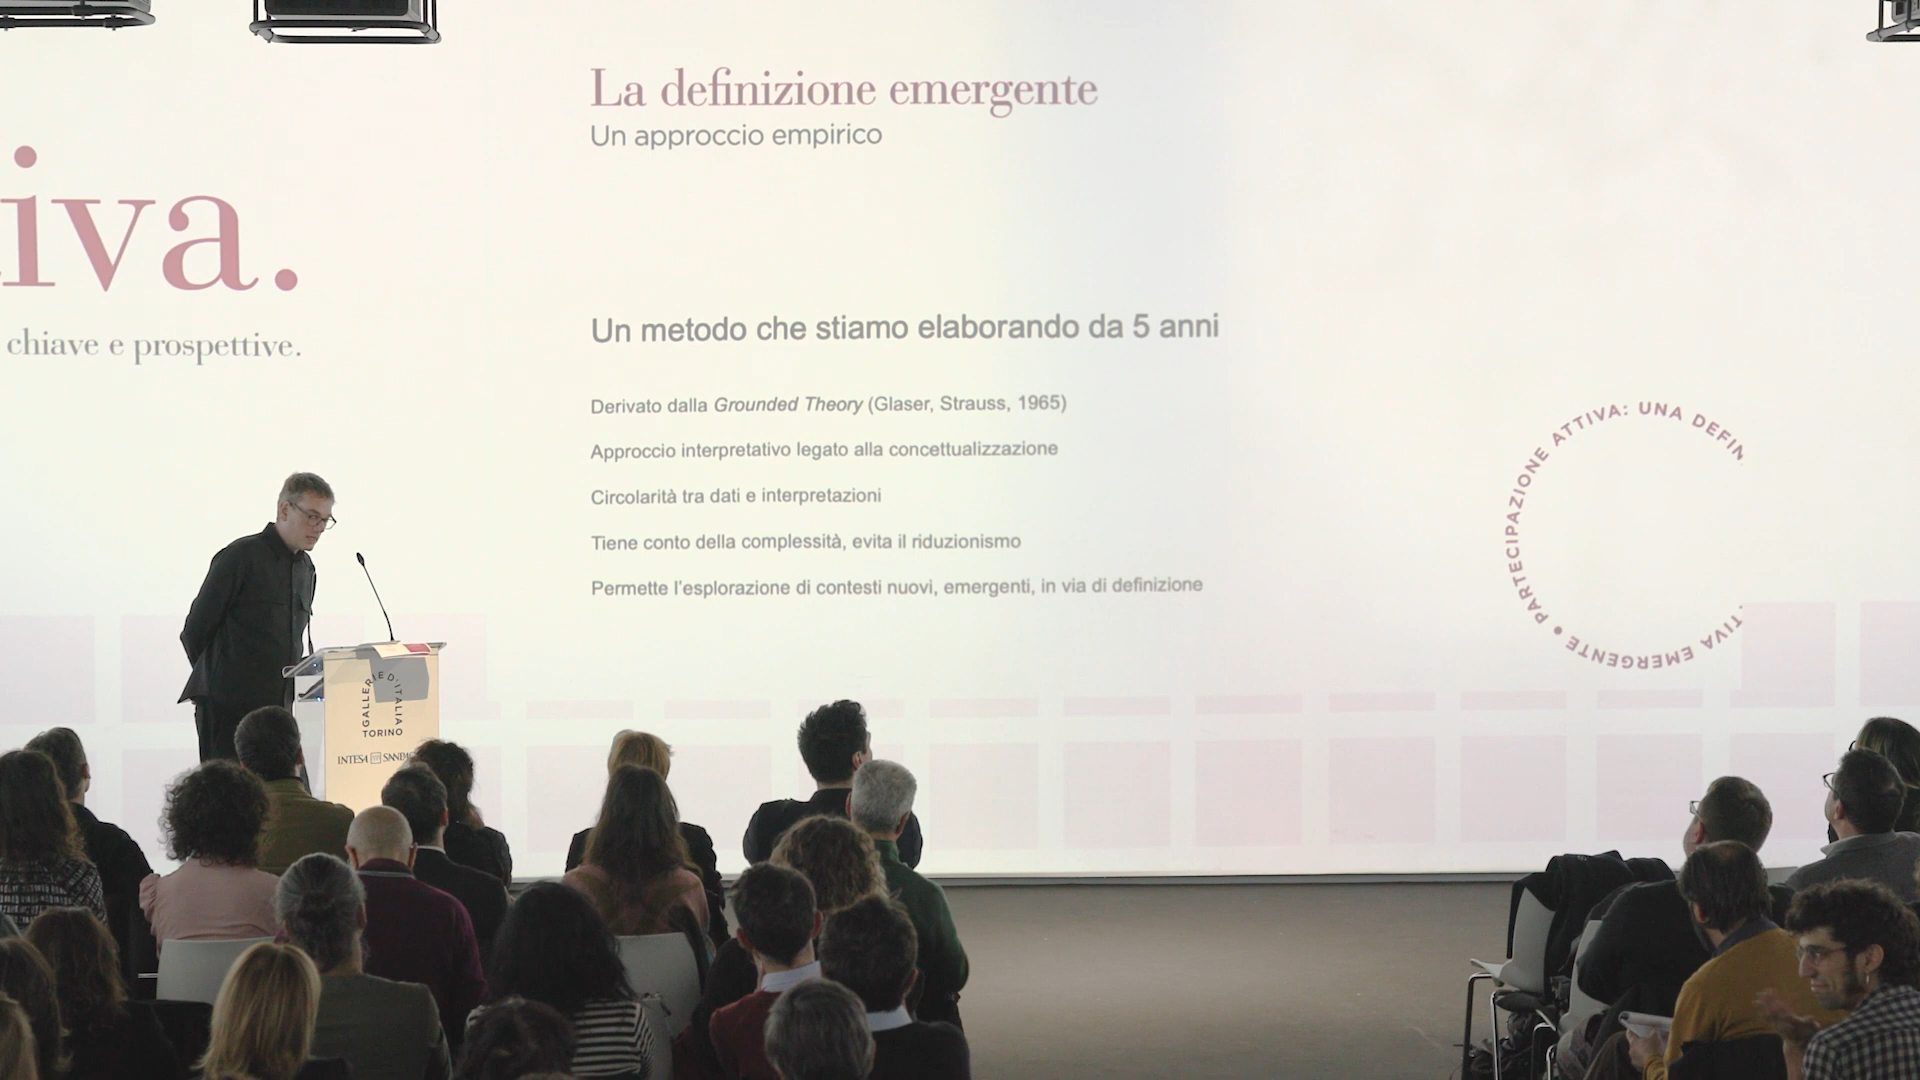 iva.
chiave e prospettive.
La definizione emergente
Un approccio empirico
Un metodo che stiamo elaborando da 5 anni
Derivato dalla Grounded Theory (Glaser, Strauss, 1965)
Approccio interpretativo legato alla concettualizzazione
Circolarità tra dati e interpretazioni
Tiene conto della complessità, evita il riduzionismo
Permette l'esplorazione di contesti nuovi, emergenti, in via di definizione
PARTECIPAZIONE ATTIVA: UNA DEFIN
TIVA EMERGENTE •
GALLERIE D'ITALIA
TORINO
INTESA SANPAO